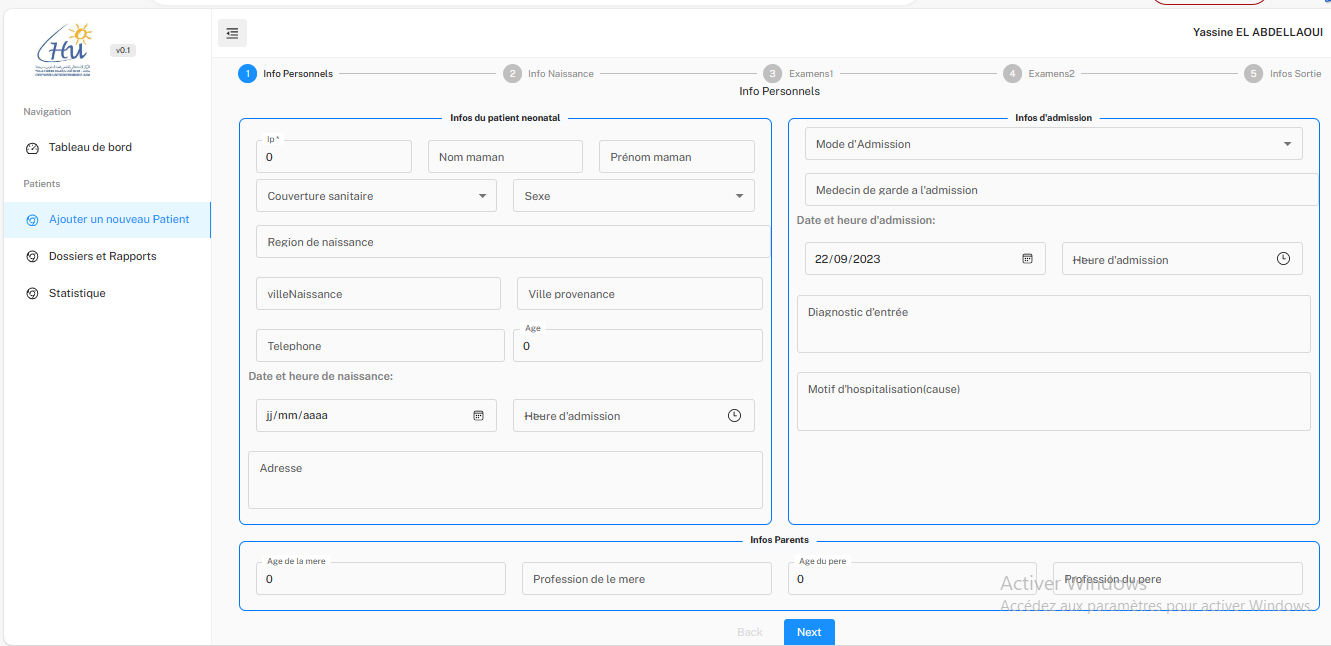 Hu
v0.1
Yassine EL ABDELLAOUI
Navigation
Tableau de bord
Patients
Ajouter un nouveau Patient
Dossiers et Rapports
Statistique
1 Info Personnels
2 Info Naissance
3 Examens1
4 Examens2
5 Infos Sortie
Info Personnels
Infos du patient neonatal
Ip *
0
Nom maman
Prénom maman
Couverture sanitaire
Sexe
Region de naissance
villeNaissance
Ville provenance
Telephone
Age
0
Date et heure de naissance:
jj/mm/aaaa
Heure d'admission
Adresse
Infos d'admission
Mode d'Admission
Medecin de garde a l'admission
Date et heure d'admission:
22/09/2023
Heure d'admission
Diagnostic d'entrée
Motif d'hospitalisation(cause)
Infos Parents
Age de la mere
0
Profession de le mere
Age du pere
0
Profession du pere
Activer Windows
Accédez aux paramètres pour activer Windows.
Back
Next